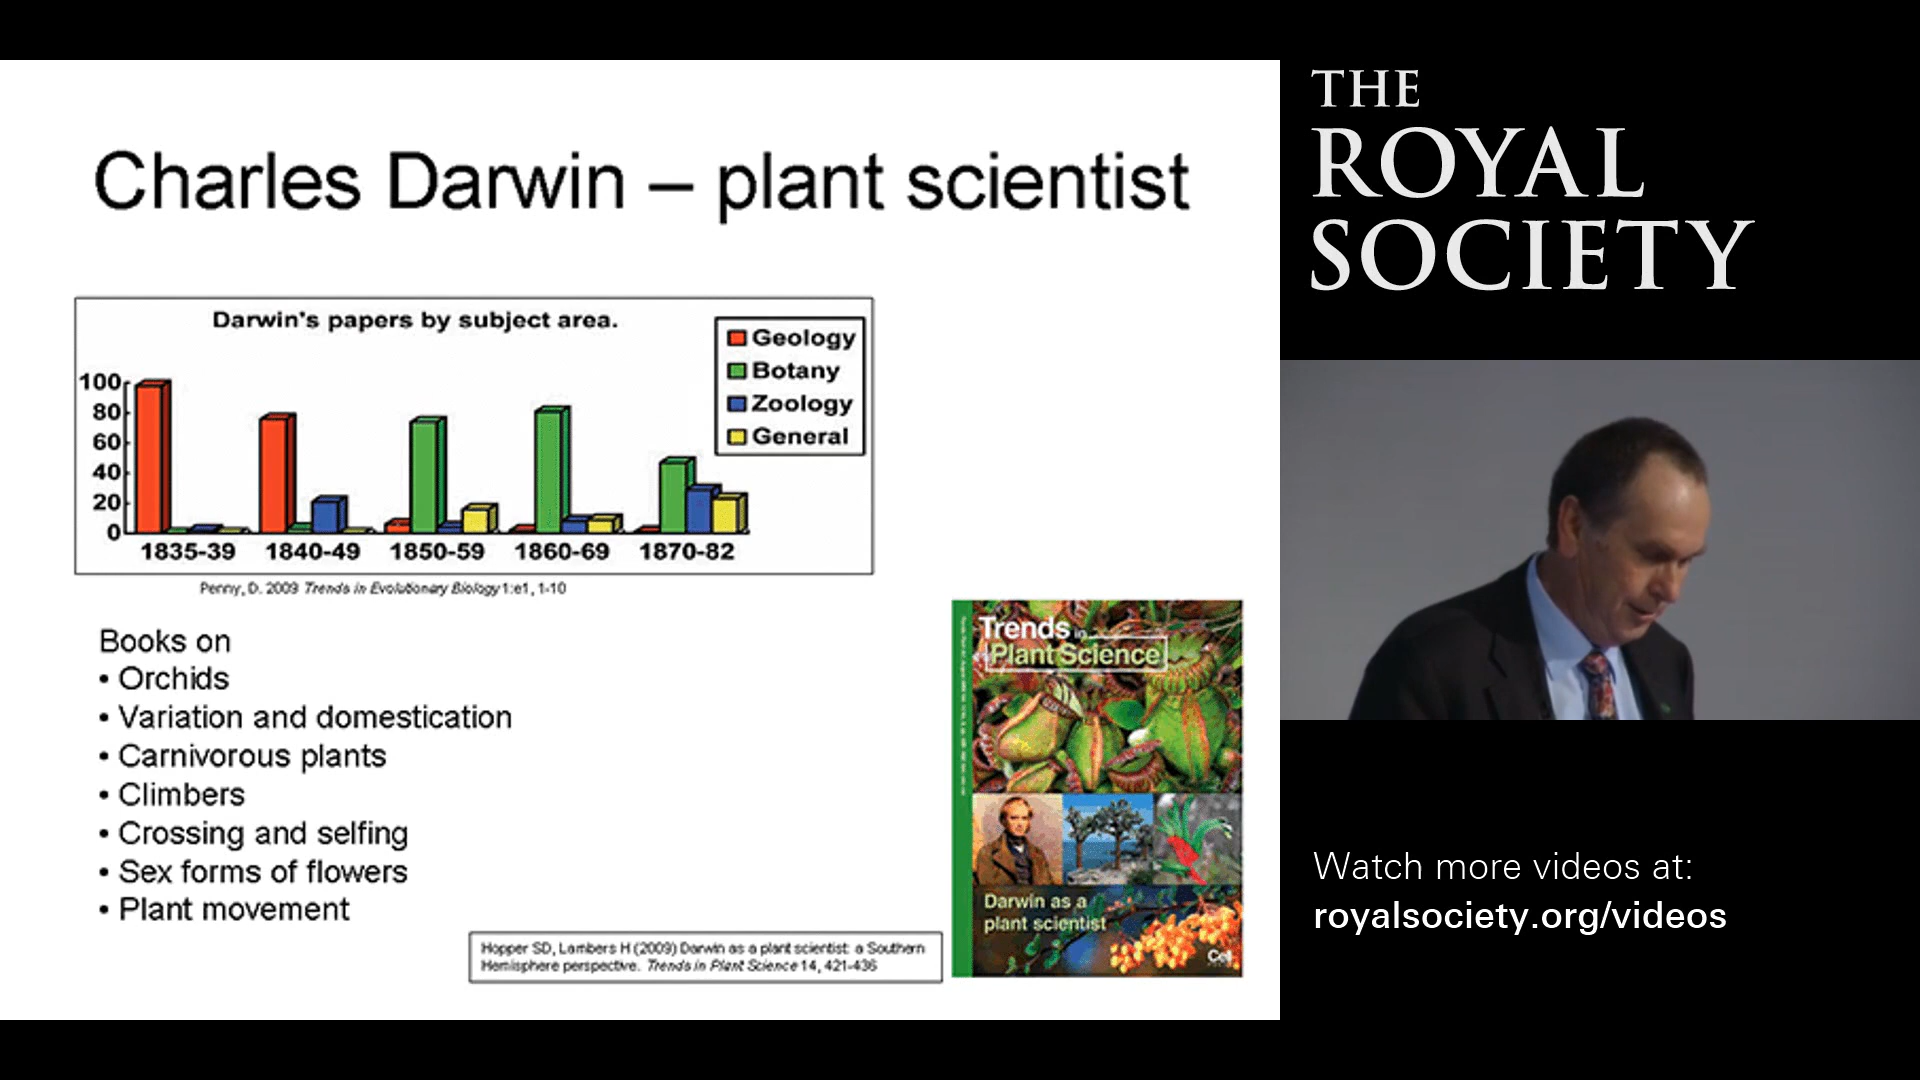 Charles Darwin – plant scientist
Darwin's papers by subject area.
Geology
Botany
Zoology
General
100
80
60
40
20
0
1835-39 1840-49 1850-59 1860-69 1870-82
Penny, D. 2009 Trends in Evolutionary Biology 1:e1, 1-10
Books on
• Orchids
• Variation and domestication
• Carnivorous plants
• Climbers
• Crossing and selfing
• Sex forms of flowers
• Plant movement
Hopper SD, Lambers H (2009) Darwin as a plant scientist: a Southern
Hemisphere perspective. Trends in Plant Science 14, 421-436
Trends in
Plant Science
Darwin as a
plant scientist
Cell
THE
ROYAL
SOCIETY
Watch more videos at:
royalsociety.org/videos